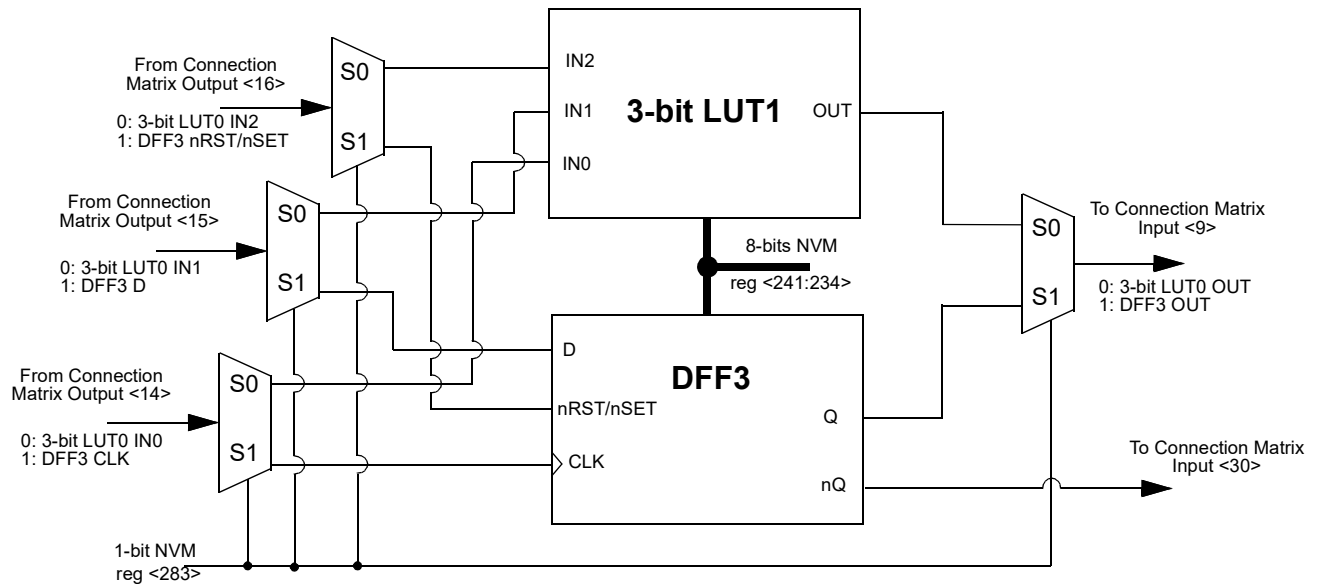 From Connection
Matrix Output <16>
0: 3-bit LUT0 IN2
1: DFF3 nRST/nSET
S0
S1
From Connection
Matrix Output <15>
0: 3-bit LUT0 IN1
1: DFF3 D
S0
S1
From Connection
Matrix Output <14>
0: 3-bit LUT0 IN0
1: DFF3 CLK
S0
S1
1-bit NVM
reg <283>
IN2
IN1
IN0
3-bit LUT1
OUT
8-bits NVM
reg <241:234>
D
nRST/nSET
CLK
DFF3
Q
nQ
S0
S1
To Connection Matrix
Input <9>
0: 3-bit LUT0 OUT
1: DFF3 OUT
To Connection Matrix
Input <30>